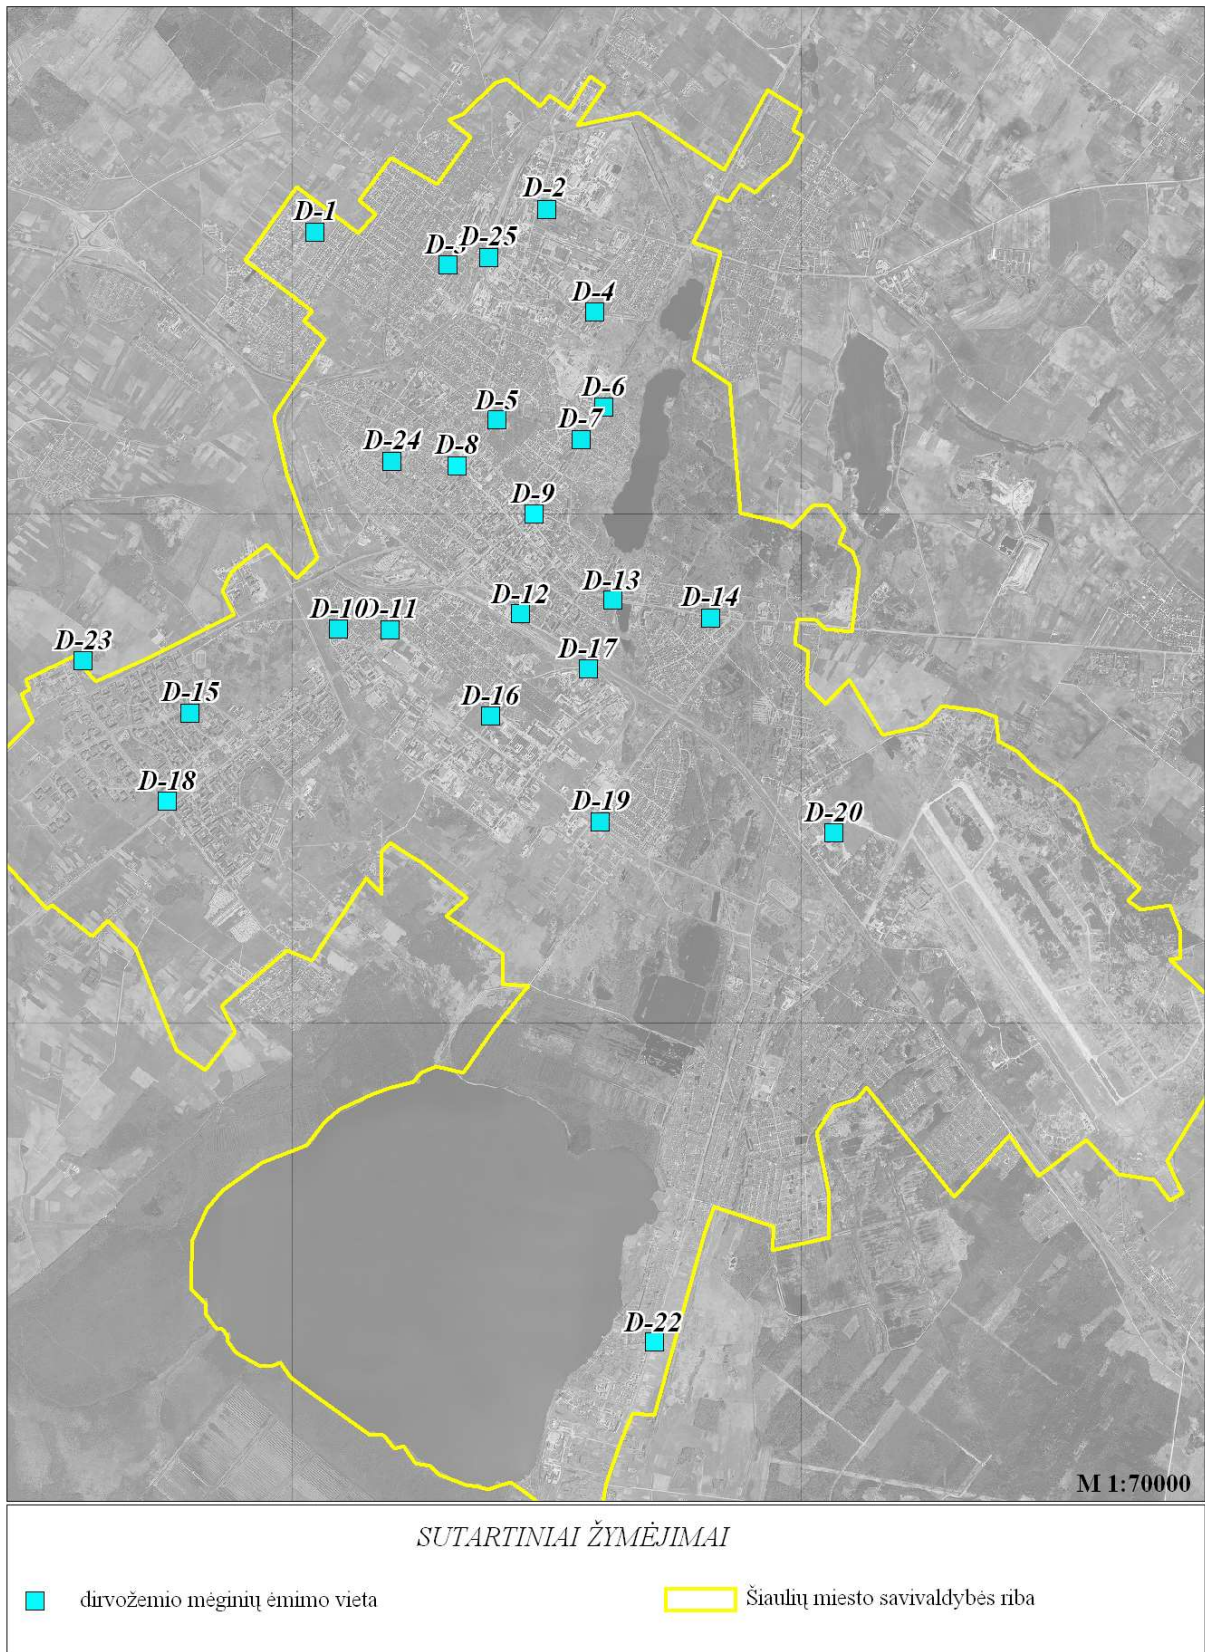 D-2
D-1
D-25
D-3
D-4
D-6
D-5
D-7
D-24
D-8
D-9
D-13
D-12
D-14
D-10
D-11
D-23
D-17
D-15
D-16
D-18
D-19
D-20
D-22
M 1:70000
SUTARTINIAI ŽYMĖJIMAI
dirvožemio mėginių ėmimo vieta
Šiaulių miesto savivaldybės riba